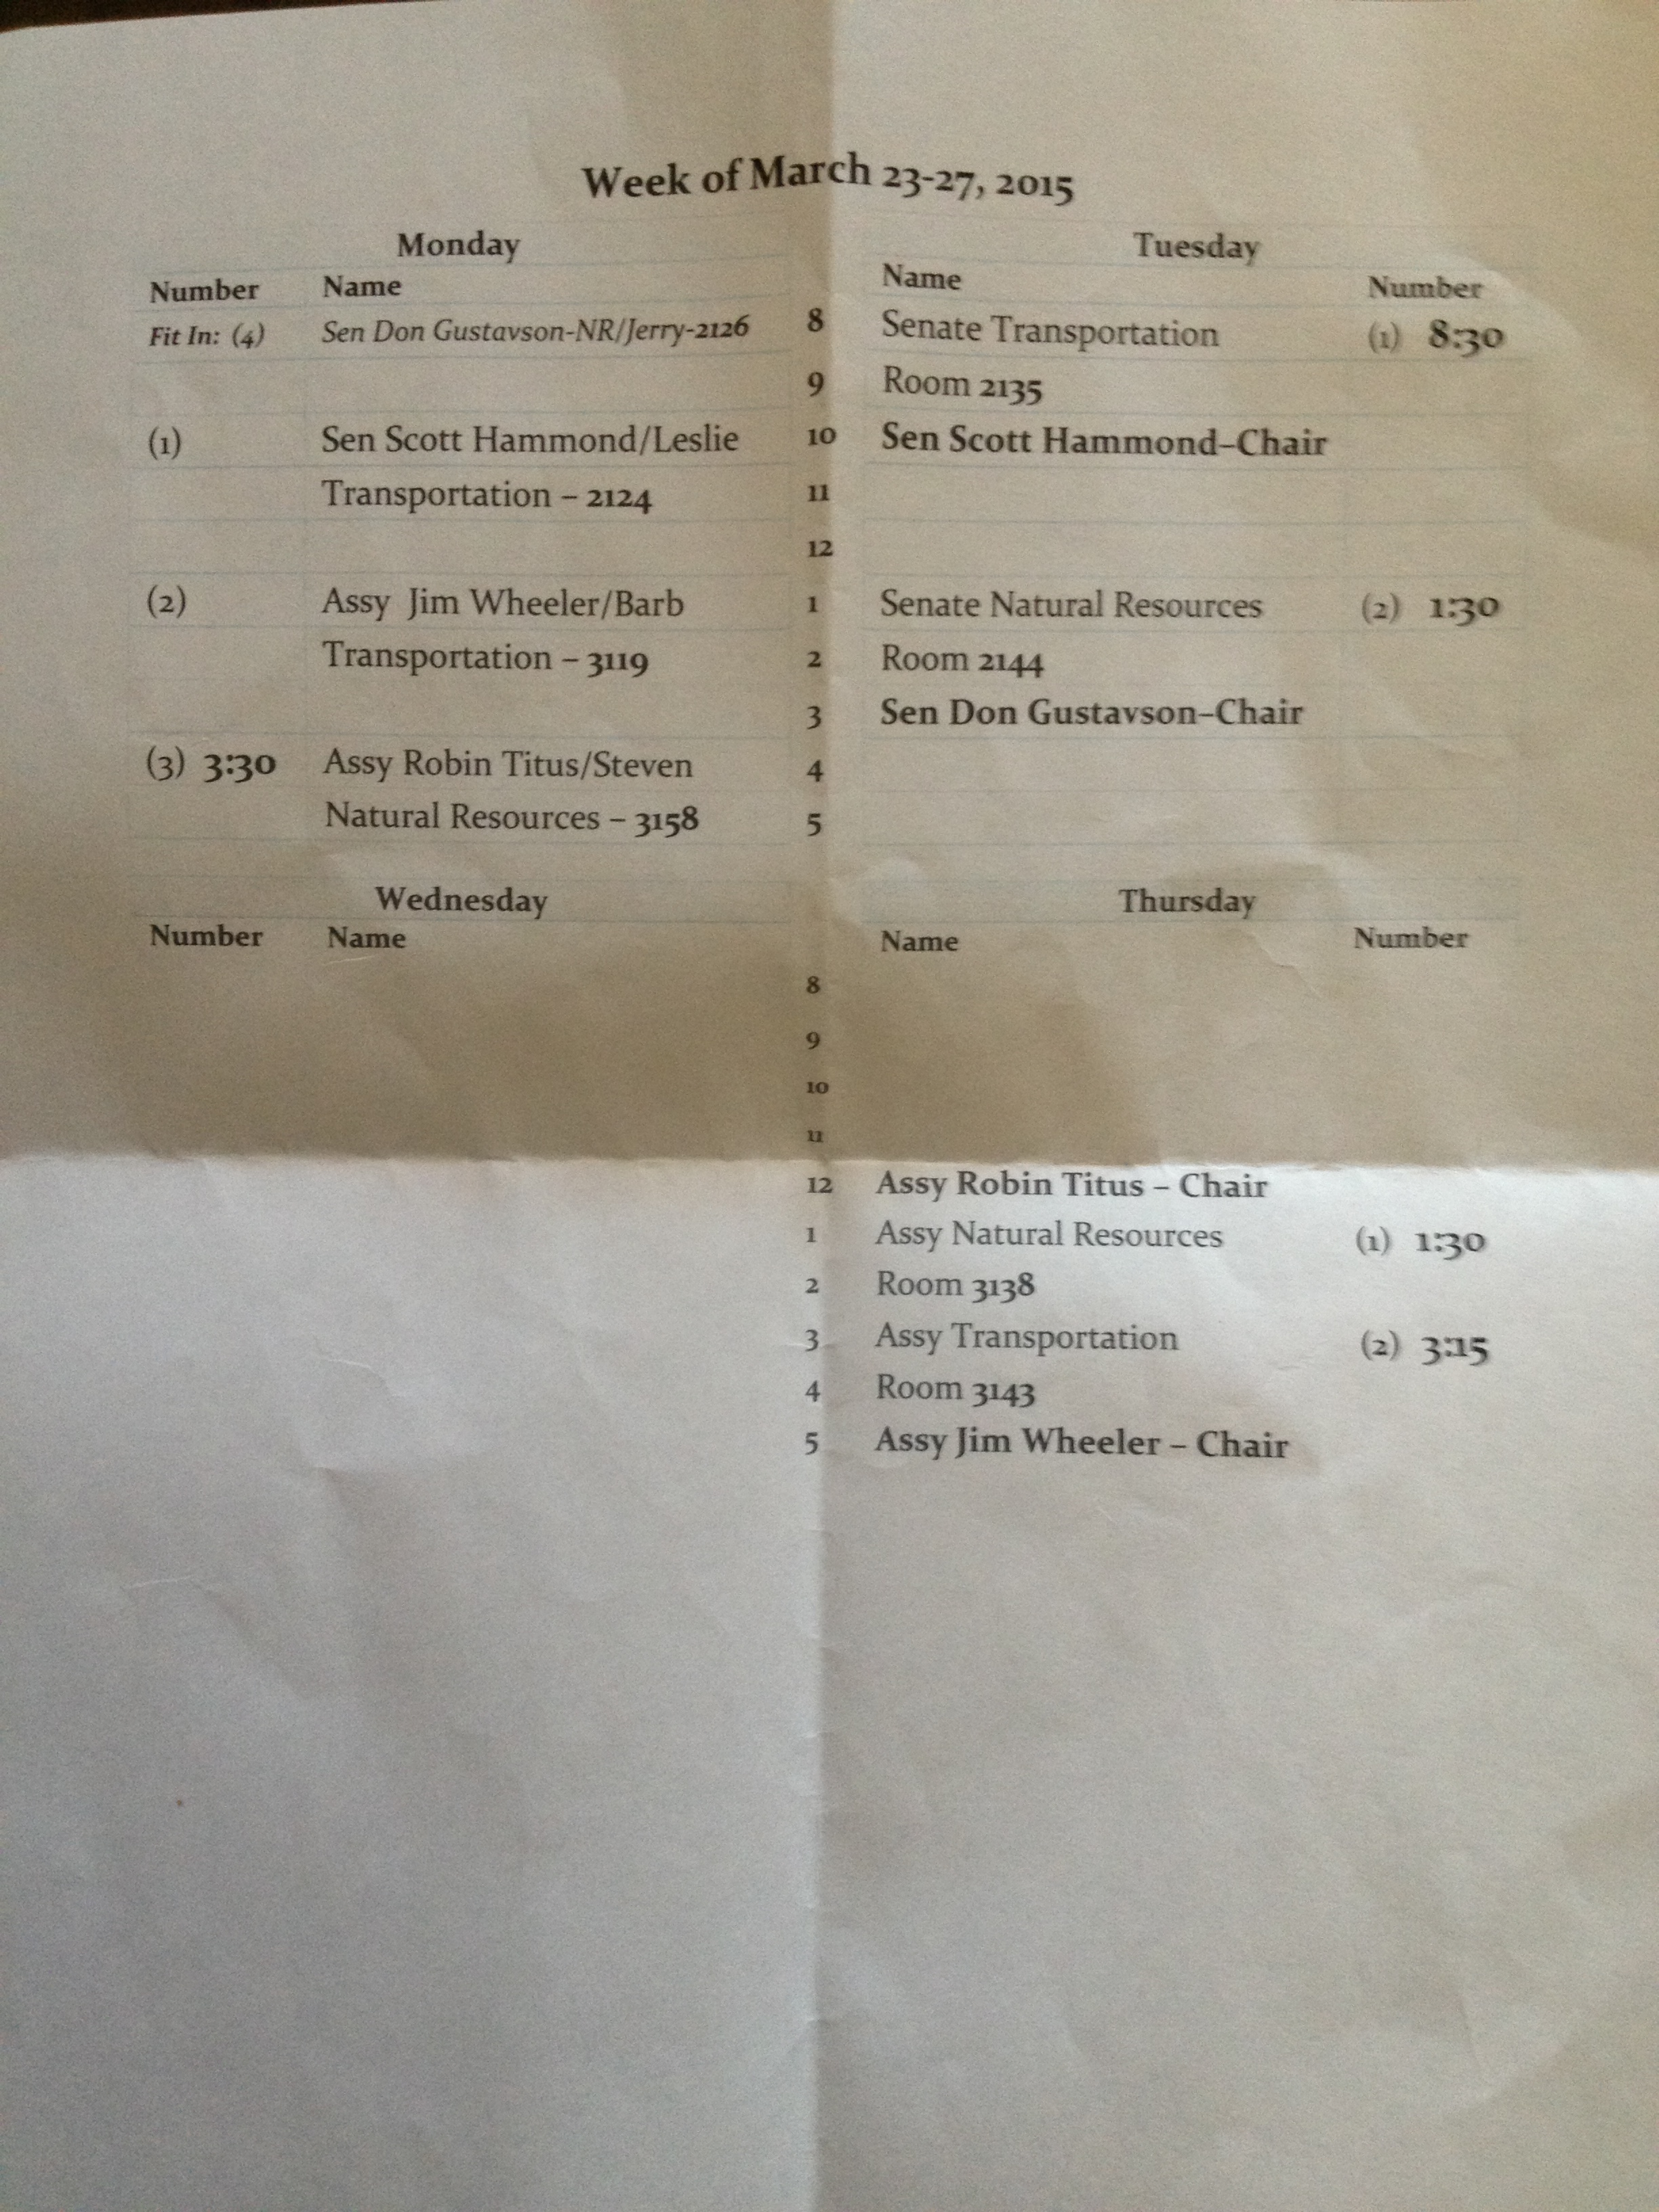 Week of March 23-27, 2015
Monday
Number Name
Fit In: (4) Sen Don Gustavson-NR/Jerry-2126
(1) Sen Scott Hammond/Leslie
Transportation – 2124
(2) Assy Jim Wheeler/Barb
Transportation – 3119
(3) 3:30 Assy Robin Titus/Steven
Natural Resources – 3158
8
9
10
11
12
1
2
3
4
5
Tuesday
Name Number
Senate Transportation (1) 8:30
Room 2135
Sen Scott Hammond–Chair
Senate Natural Resources (2) 1:30
Room 2144
Sen Don Gustavson–Chair
Wednesday
Number Name
8
9
10
11
12
1
2
3
4
5
Thursday
Name Number
Assy Robin Titus – Chair
Assy Natural Resources (1) 1:30
Room 3138
Assy Transportation (2) 3:15
Room 3143
Assy Jim Wheeler – Chair